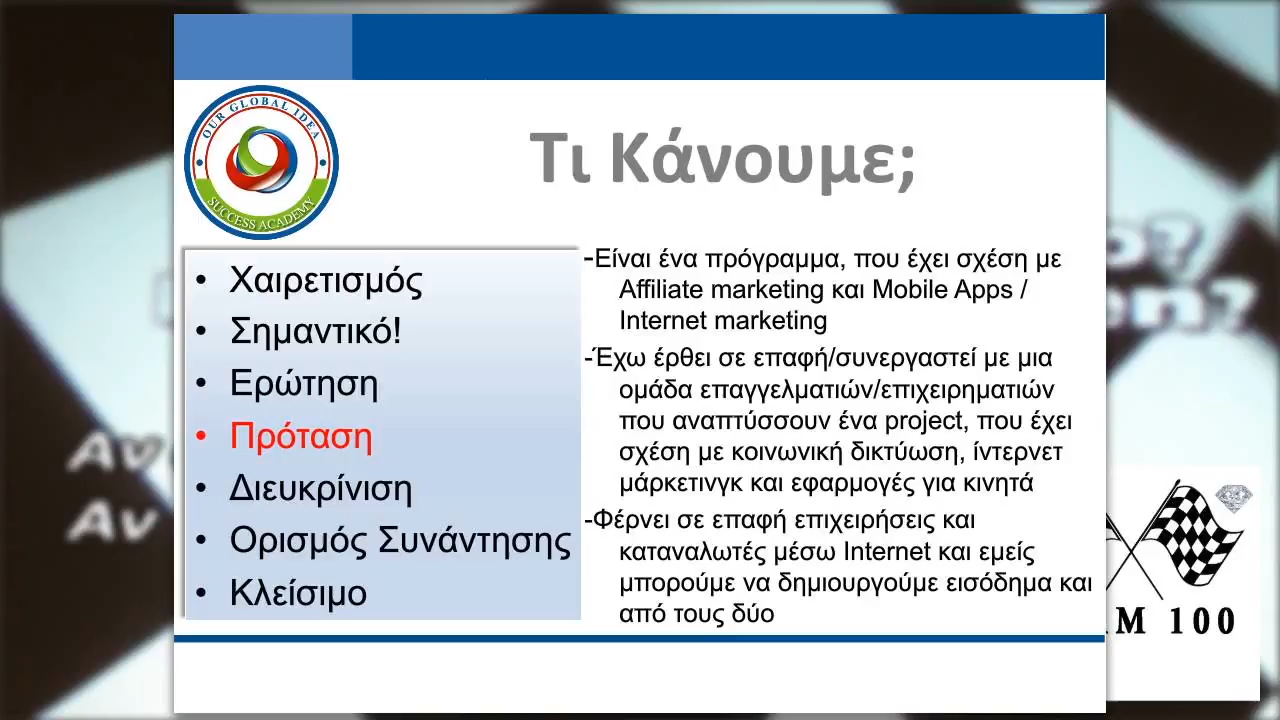 OUR GLOBAL IDEA
SUCCESS ACADEMY
Τι Κάνουμε;
• Χαιρετισμός
• Σημαντικό!
• Ερώτηση
• Πρόταση
• Διευκρίνιση
• Ορισμός Συνάντησης
• Κλείσιμο
-Είναι ένα πρόγραμμα, που έχει σχέση με
Affiliate marketing και Mobile Apps /
Internet marketing
-Έχω έρθει σε επαφή/συνεργαστεί με μια
ομάδα επαγγελματιών/επιχειρηματιών
που αναπτύσσουν ένα project, που έχει
σχέση με κοινωνική δικτύωση, ίντερνετ
μάρκετινγκ και εφαρμογές για κινητά
-Φέρνει σε επαφή επιχειρήσεις και
καταναλωτές μέσω Internet και εμείς
μπορούμε να δημιουργούμε εισόδημα και
από τους δύο
Αν
M 100